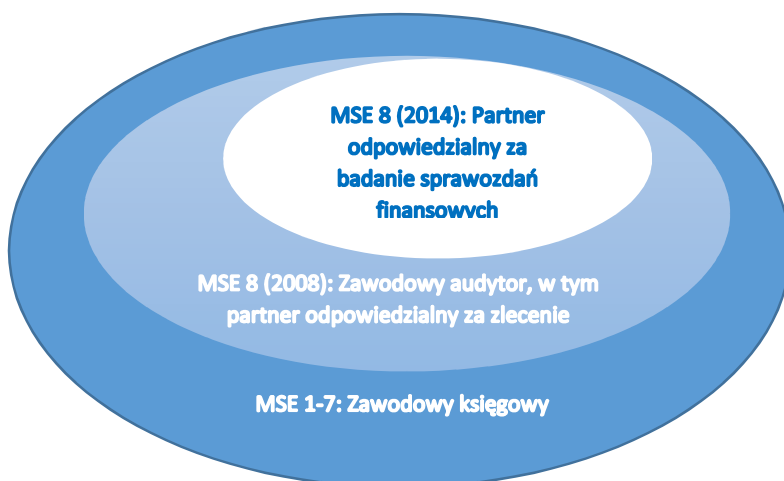 MSE 8 (2014): Partner
odpowiedzialny za
badanie sprawozdań
finansowych
MSE 8 (2008): Zawodowy audytor, w tym
partner odpowiedzialny za zlecenie
MSE 1-7: Zawodowy księgowy